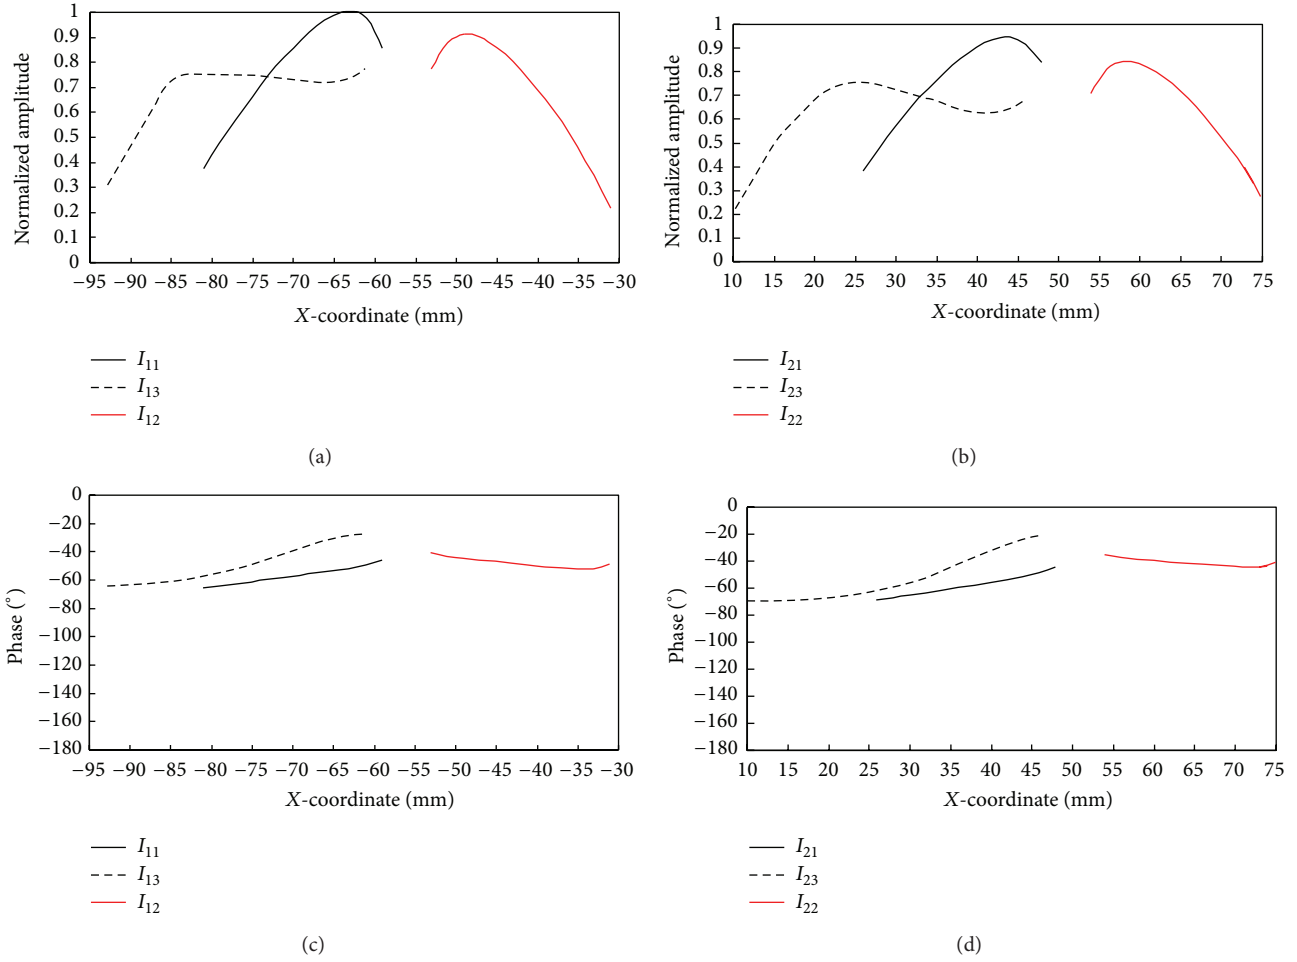 1
0.9
0.8
0.7
0.6
0.5
0.4
0.3
0.2
0.1
0
Normalized amplitude
−95 −90 −85 −80 −75 −70 −65 −60 −55 −50 −45 −40 −35 −30
X-coordinate (mm)
I11
I13
I12
(a)
1
0.9
0.8
0.7
0.6
0.5
0.4
0.3
0.2
0.1
0
Normalized amplitude
10 15 20 25 30 35 40 45 50 55 60 65 70 75
X-coordinate (mm)
I21
I23
I22
(b)
0
−20
−40
−60
−80
−100
−120
−140
−160
−180
Phase (°)
−95 −90 −85 −80 −75 −70 −65 −60 −55 −50 −45 −40 −35 −30
X-coordinate (mm)
I11
I13
I12
(c)
0
−20
−40
−60
−80
−100
−120
−140
−160
−180
Phase (°)
10 15 20 25 30 35 40 45 50 55 60 65 70 75
X-coordinate (mm)
I21
I23
I22
(d)